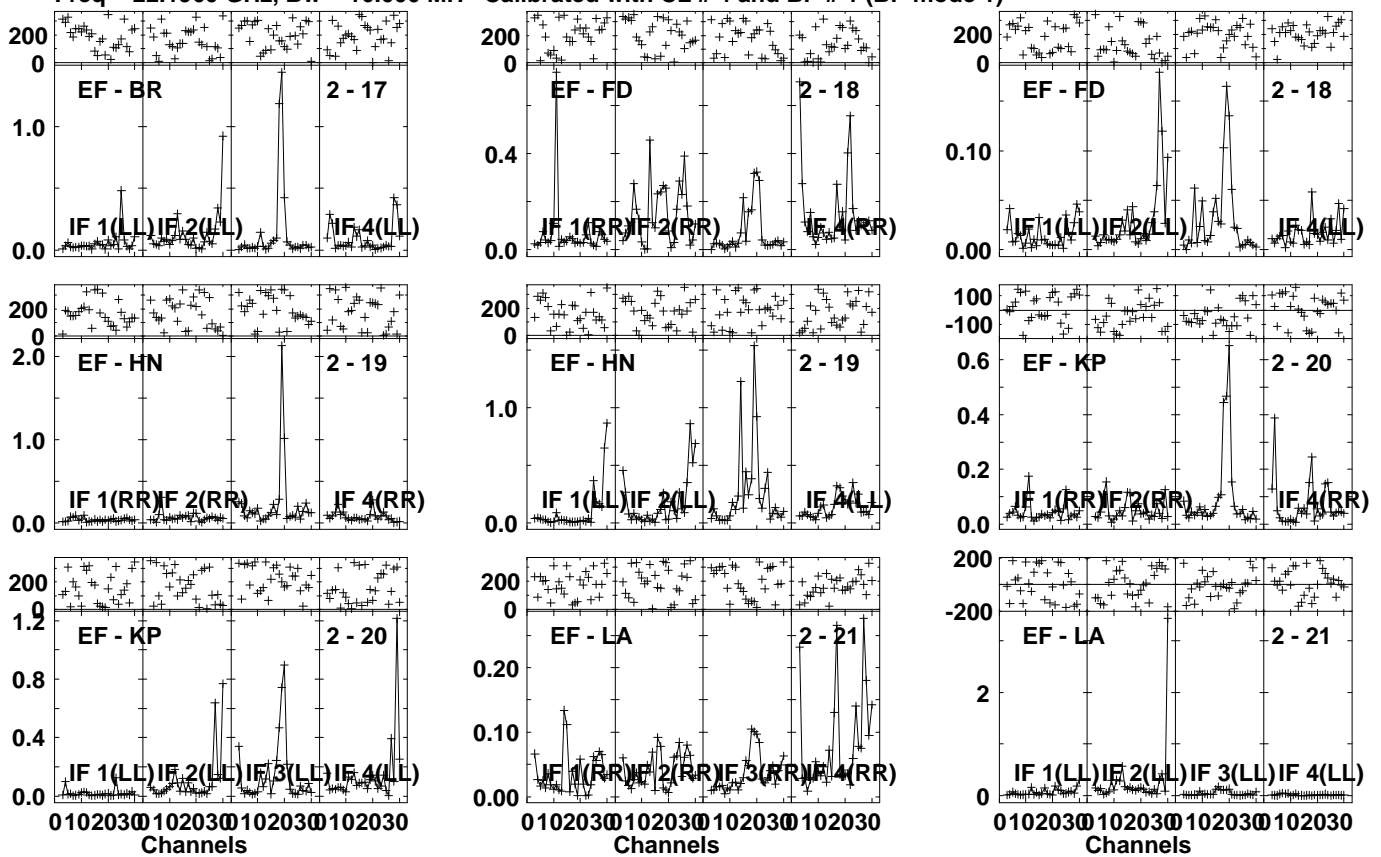 Calibrated with CL # 4 and BP # 1 (BP mode 1)
200
0
EF - BR
2 - 17
1.0
0.0
IF 1(LL)
IF 2(LL)
IF 4(LL)
200
0
EF - FD
2 - 18
0.4
0.0
IF 1(RR)
IF 2(RR)
IF 4(RR)
200
0
EF - FD
2 - 18
0.10
0.00
IF 1(LL)
IF 2(LL)
IF 4(LL)
200
0
EF - HN
2 - 19
2.0
1.0
0.0
IF 1(RR)
IF 2(RR)
IF 4(RR)
200
0
EF - HN
2 - 19
1.0
0.0
IF 1(LL)
IF 2(LL)
IF 4(LL)
100
-100
EF - KP
2 - 20
0.6
0.4
0.2
0.0
IF 1(RR)
IF 2(RR)
IF 4(RR)
200
0
EF - KP
2 - 20
1.2
0.8
0.4
0.0
IF 1(LL)
IF 2(LL)
IF 3(LL)
IF 4(LL)
0102030 0102030
Channels
200
0
EF - LA
2 - 21
0.20
0.10
0.00
IF 1(RR)
IF 2(RR)
IF 3(RR)
IF 4(RR)
0102030 0102030
Channels
200
-200
EF - LA
2 - 21
2
0
IF 1(LL)
IF 2(LL)
IF 3(LL)
IF 4(LL)
0102030 0102030
Channels